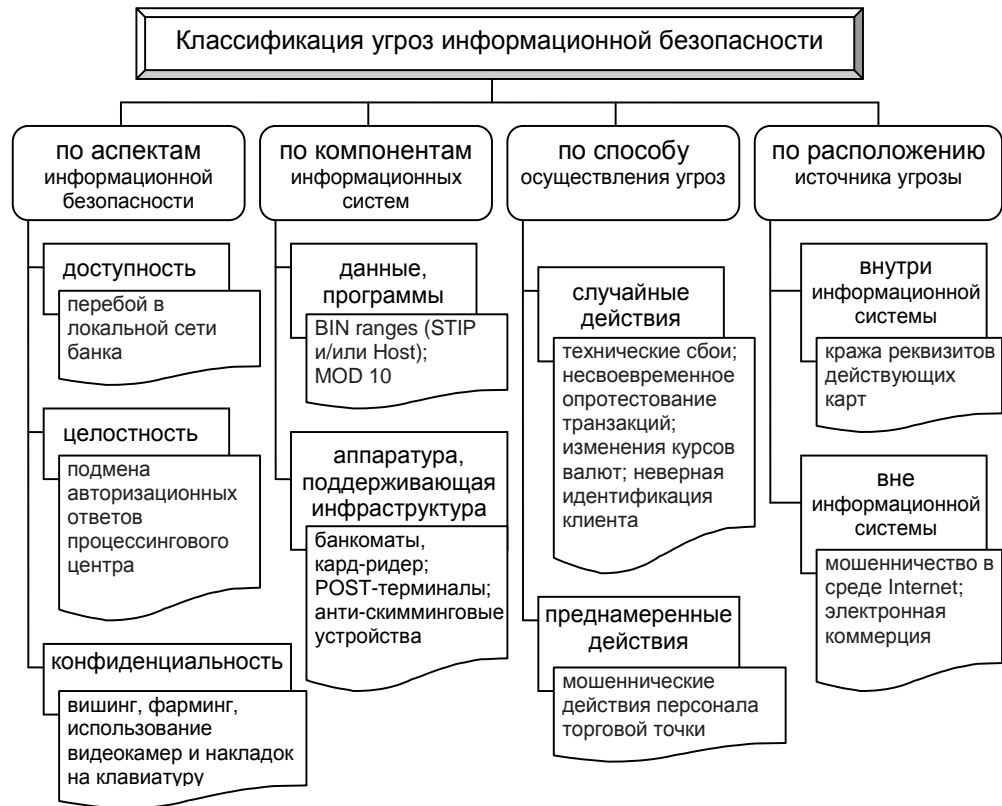 Классификация угроз информационной безопасности
по аспектам
информационной
безопасности
доступность
перебой в
локальной сети
банка
целостность
подмена
авторизационных
ответов
процессингового
центра
конфиденциальность
вишинг, фарминг,
использование
видеокамер и накладок
на клавиатуру
по компонентам
информационных
систем
данные,
программы
BIN ranges (STIP
и/или Host);
MOD 10
аппаратура,
поддерживающая
инфраструктура
банкоматы,
кард-ридер;
POST-терминалы;
анти-скимминговые
устройства
по способу
осуществления угроз
случайные
действия
технические сбои;
несвоевременное
опротестование
транзакций;
изменения курсов
валют; неверная
идентификация
клиента
преднамеренные
действия
мошеннические
действия персонала
торговой точки
по расположению
источника угрозы
внутри
информационной
системы
кража реквизитов
действующих
карт
вне
информационной
системы
мошенничество в
среде Internet;
электронная
коммерция